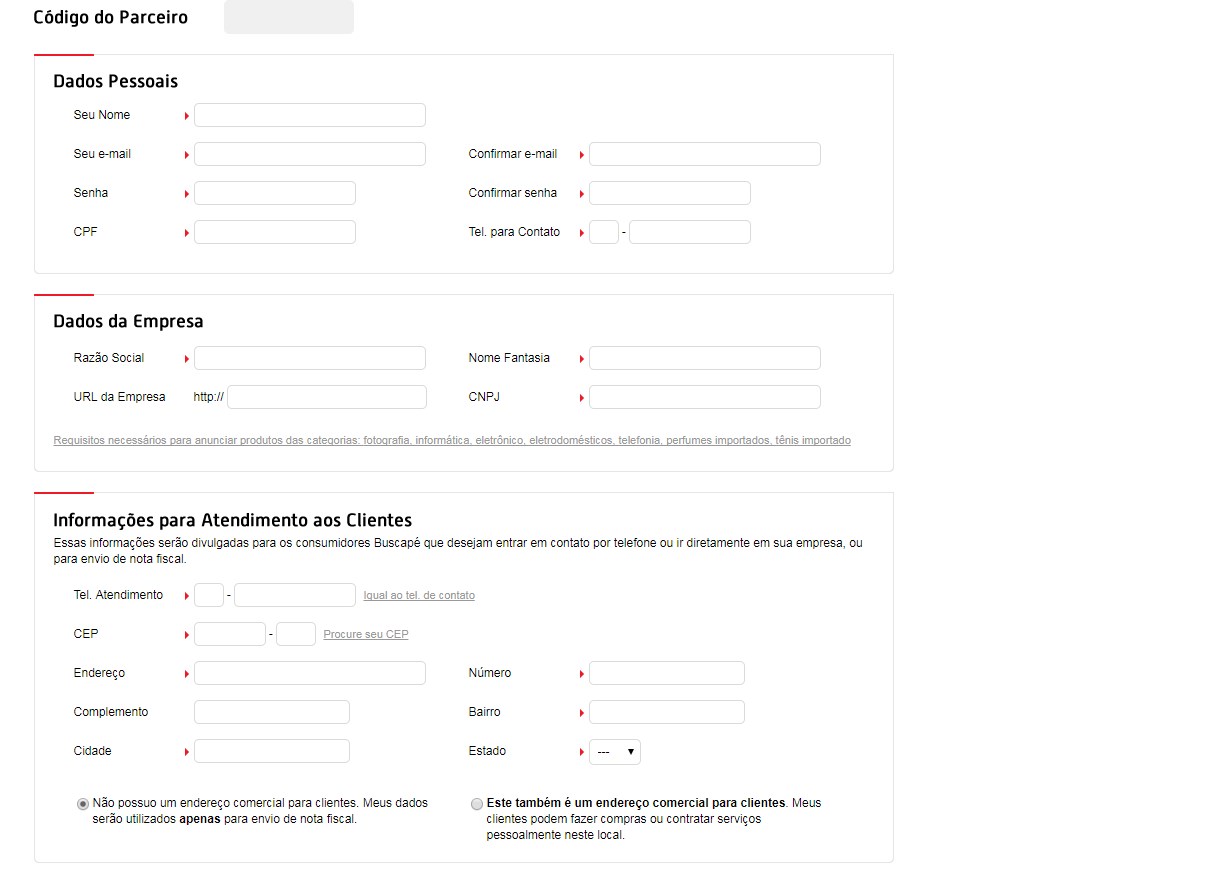 Código do Parceiro
Dados Pessoais
Seu Nome
Seu e-mail
Confirmar e-mail
Senha
Confirmar senha
CPF
Tel. para Contato
-
Dados da Empresa
Razão Social
Nome Fantasia
URL da Empresa
http://
CNPJ
Requisitos necessários para anunciar produtos das categorias: fotografia, informática, eletrônico, eletrodomésticos, telefonia, perfumes importados, tênis importado
Informações para Atendimento aos Clientes
Essas informações serão divulgadas para os consumidores Buscapé que desejam entrar em contato por telefone ou ir diretamente em sua empresa, ou
para envio de nota fiscal.
Tel. Atendimento
-
Igual ao tel. de contato
CEP
-
Procure seu CEP
Endereço
Número
Complemento
Bairro
Cidade
Estado
---
Não possuo um endereço comercial para clientes. Meus dados
serão utilizados apenas para envio de nota fiscal.
Este também é um endereço comercial para clientes. Meus
clientes podem fazer compras ou contratar serviços
pessoalmente neste local.